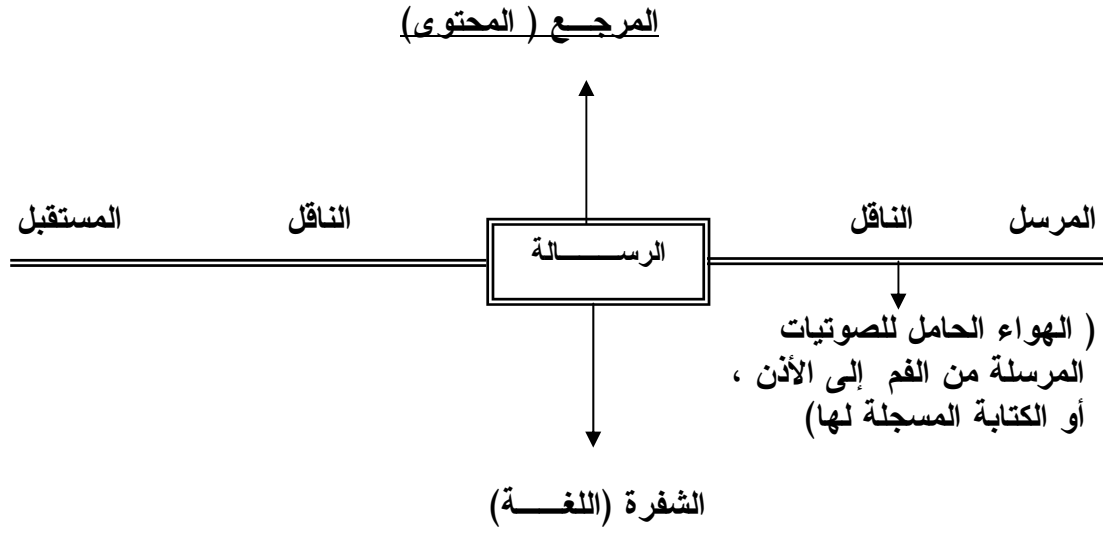 المرجـــع ( المحتوى)
المرسل الناقل الناقل المستقبل
الرســـــالة
( الهواء الحامل للصوتيات
المرسلة من الفم إلى الأذن ،
أو الكتابة المسجلة لها)
الشفرة (اللغـــــة)